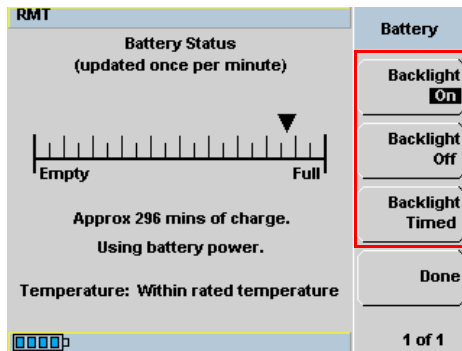 RMT
Battery Status
(updated once per minute)
Empty
Full
Approx 296 mins of charge.
Using battery power.
Temperature: Within rated temperature
Battery
Backlight
On
Backlight
Off
Backlight
Timed
Done
1 of 1